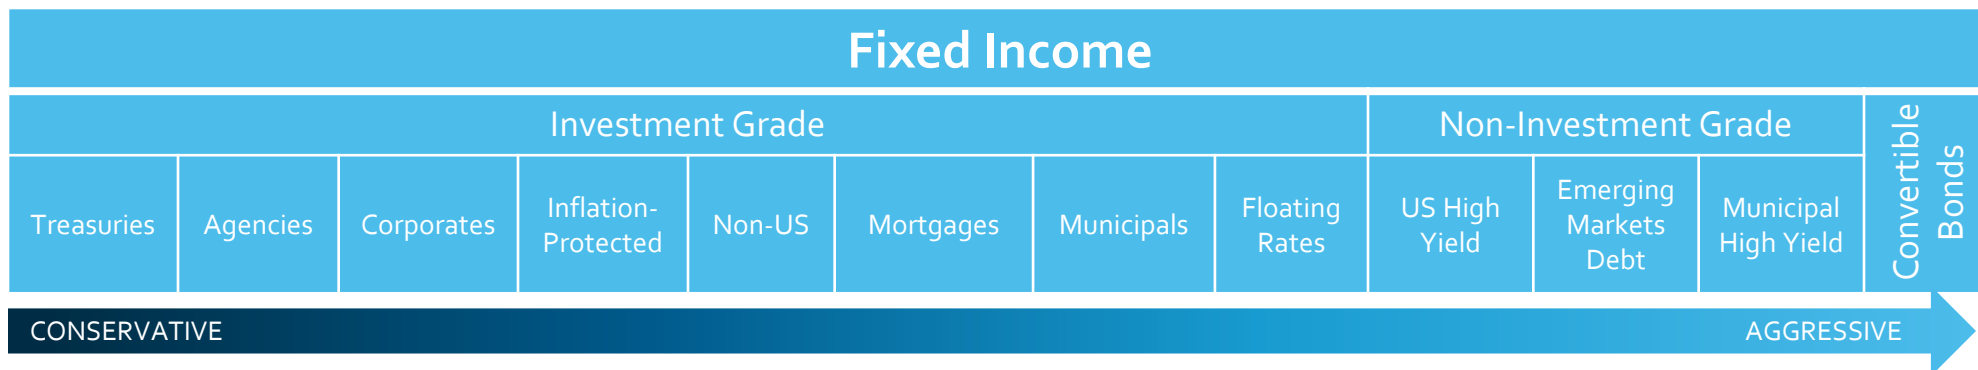 Fixed Income
Investment Grade
Non-Investment Grade
Convertible
Bonds
Treasuries
Agencies
Corporates
Inflation-
Protected
Non-US
Mortgages
Municipals
Floating
Rates
US High
Yield
Emerging
Markets
Debt
Municipal
High Yield
CONSERVATIVE
AGGRESSIVE